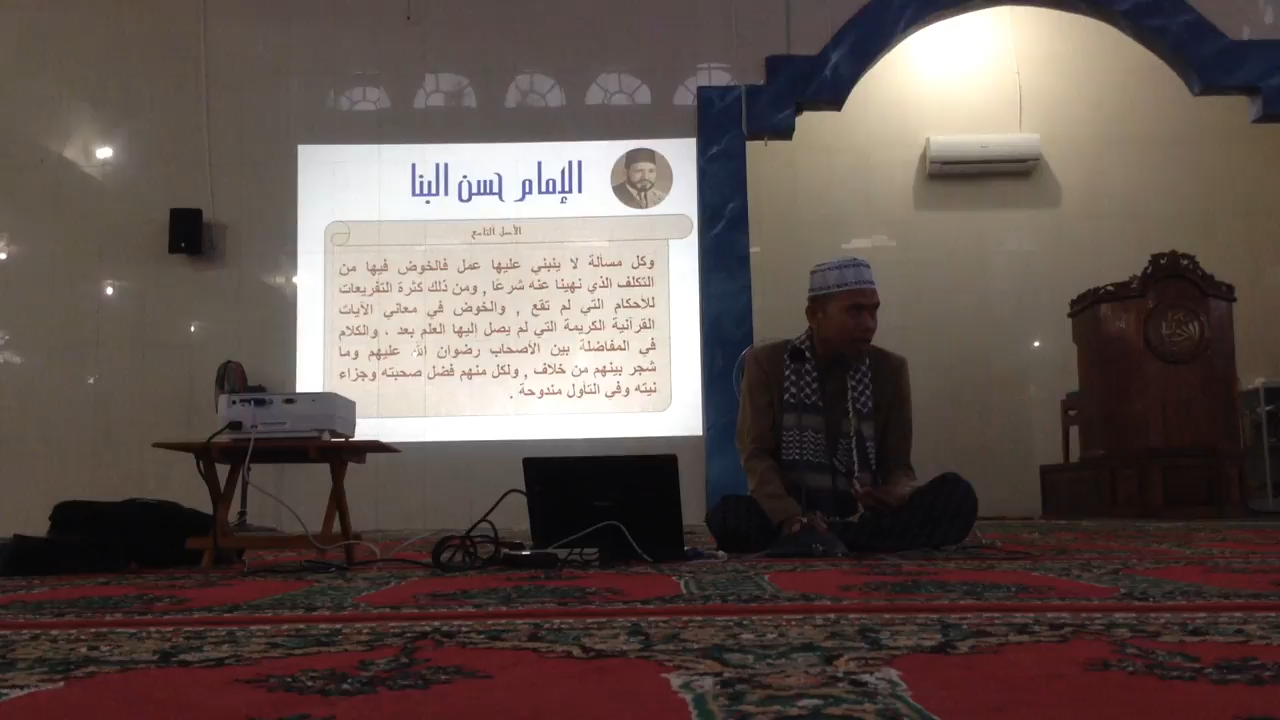 الإمام حسن البنا
الأصل التاسع
وكل مسألة لا ينبني عليها عمل فالخوض فيها من
التكلف الذي نهينا عنه شرعًا , ومن ذلك كثرة التفريعات
للأحكام التي لم تقع , والخوض في معاني الآيات
القرآنية الكريمة التي لم يصل إليها العلم بعد , والكلام
في المفاضلة بين الأصحاب رضوان الله عليهم وما
شجر بينهم من خلاف , ولكل منهم فضل صحبته وجزاء
نيته وفي التأول مندوحة .